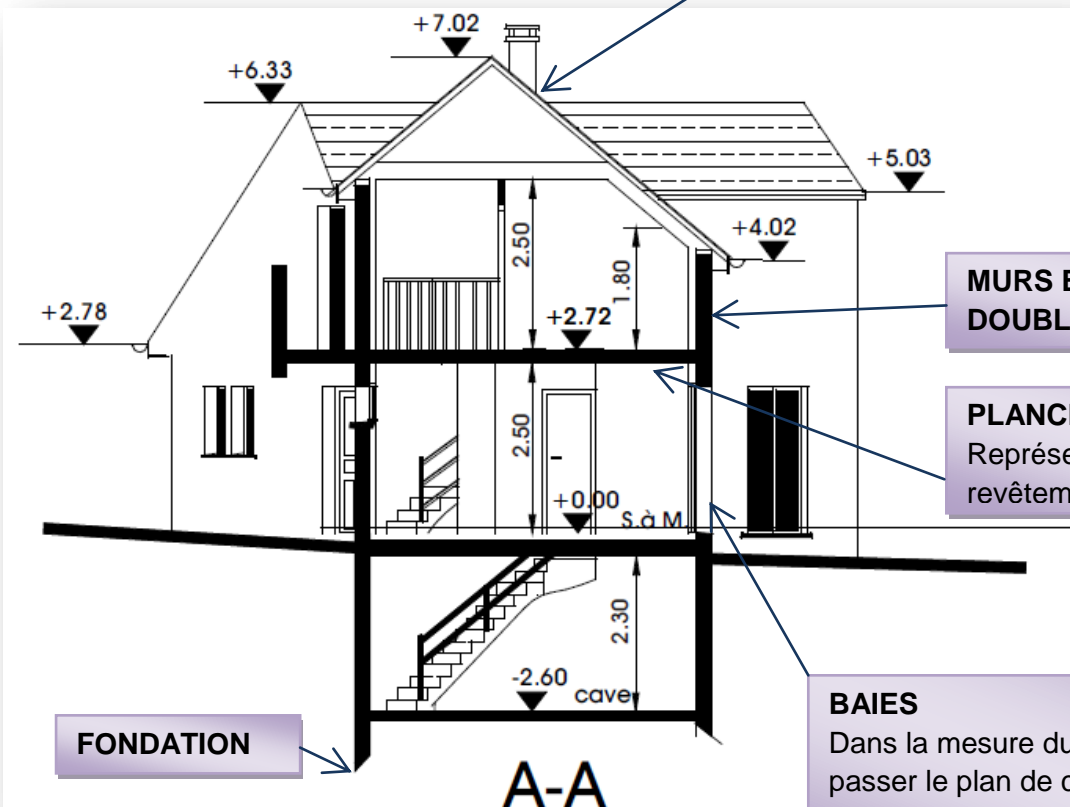 +7.02
+6.33
+5.03
+4.02
2.50
1.80
+2.78
+2.72
MURS E
DOUBL
PLANC
Représe
revêtem
2.50
+0.00
S.à M
2.30
-2.60
cave
FONDATION
BAIES
Dans la mesure du
passer le plan de
A-A